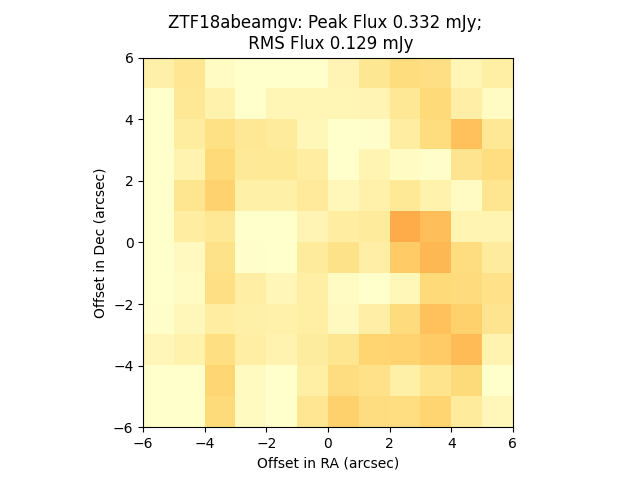 ZTF18abeamgv: Peak Flux 0.332 mJy;
RMS Flux 0.129 mJy
6
4
2
0
−2
−4
−6
Offset in Dec (arcsec)
−6 −4 −2 0 2 4 6
Offset in RA (arcsec)